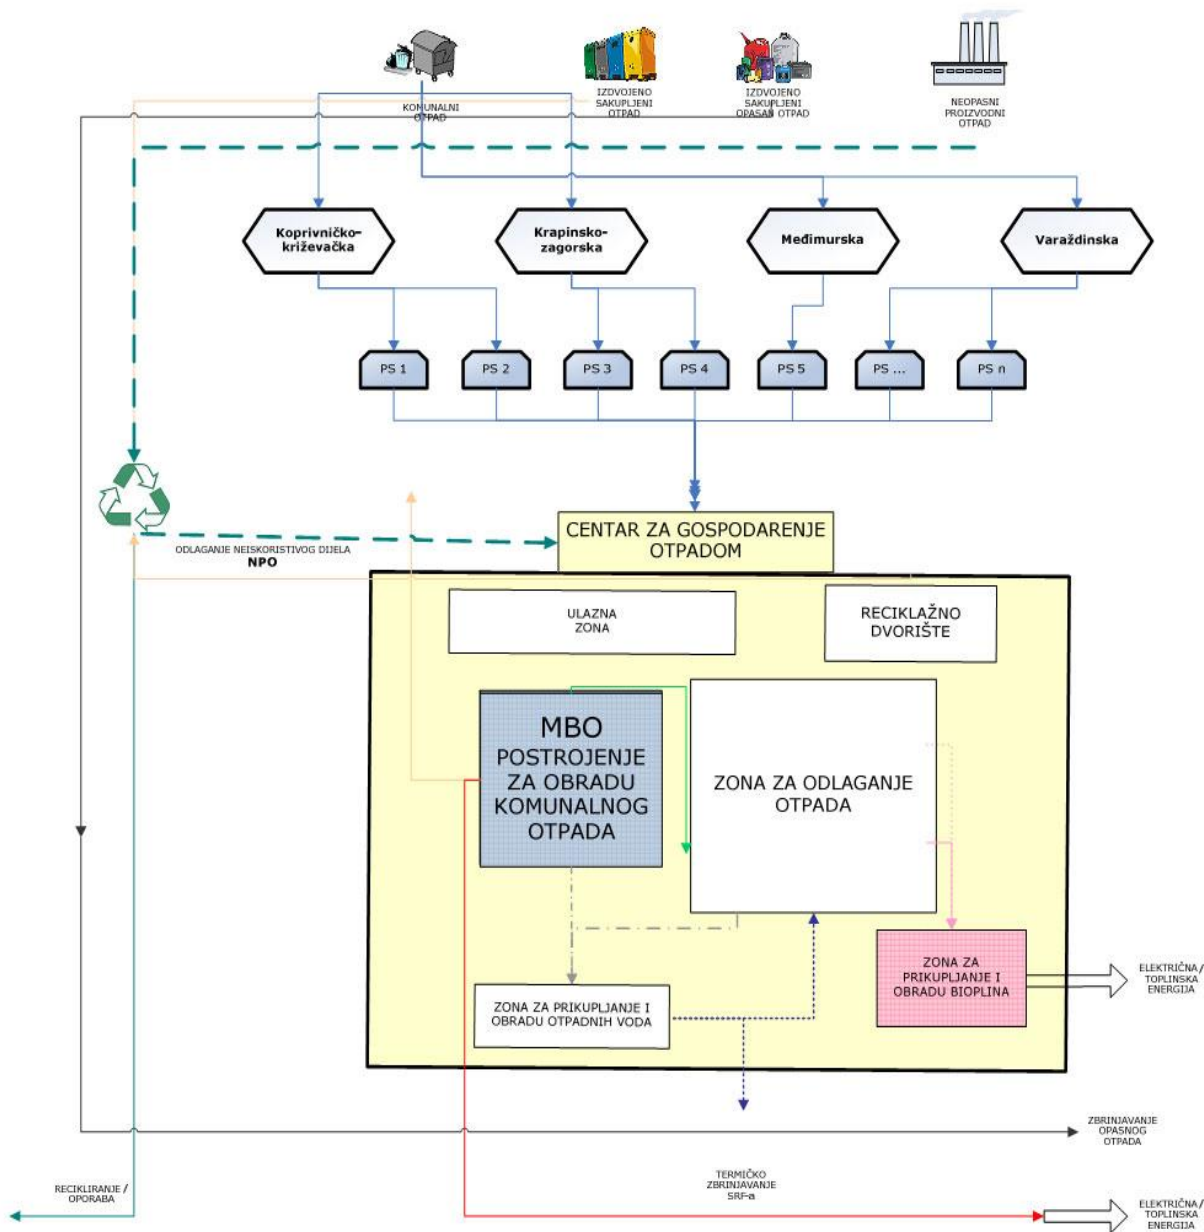 KOMUNALNI
OTPAD
IZDVOJENO
SAKUPLJENI
OTPAD
IZDVOJENO
SAKUPLJENI
OPASAN OTPAD
NEOPASNI
PROIZVODNI
OTPAD
Koprivničko-
križevačka
Krapinsko-
zagorska
Međimurska
Varaždinska
PS 1
PS 2
PS 3
PS 4
PS 5
PS ...
PS n
CENTAR ZA GOSPODARENJE
OTPADOM
ODLAGANJE NEISKORISTIVOG DIJELA
NPO
ULAZNA
ZONA
RECIKLAŽNO
DVORIŠTE
MBO
POSTROJENJE
ZA OBRADU
KOMUNALNOG
OTPADA
ZONA ZA ODLAGANJE
OTPADA
ZONA ZA
PRIKUPLJANJE I
OBRADU BIOPLINA
ELEKTRIČNA/
TOPLINSKA
ENERGIJA
ZONA ZA PRIKUPLJANJE I
OBRADU OTPADNIH VODA
ZBRINJAVANJE
OPASNOG
OTPADA
RECIKLIRANJE /
OPORABA
TERMIČKO
ZBRINJAVANJE
SRF-a
ELEKTRIČNA/
TOPLINSKA
ENERGIJA